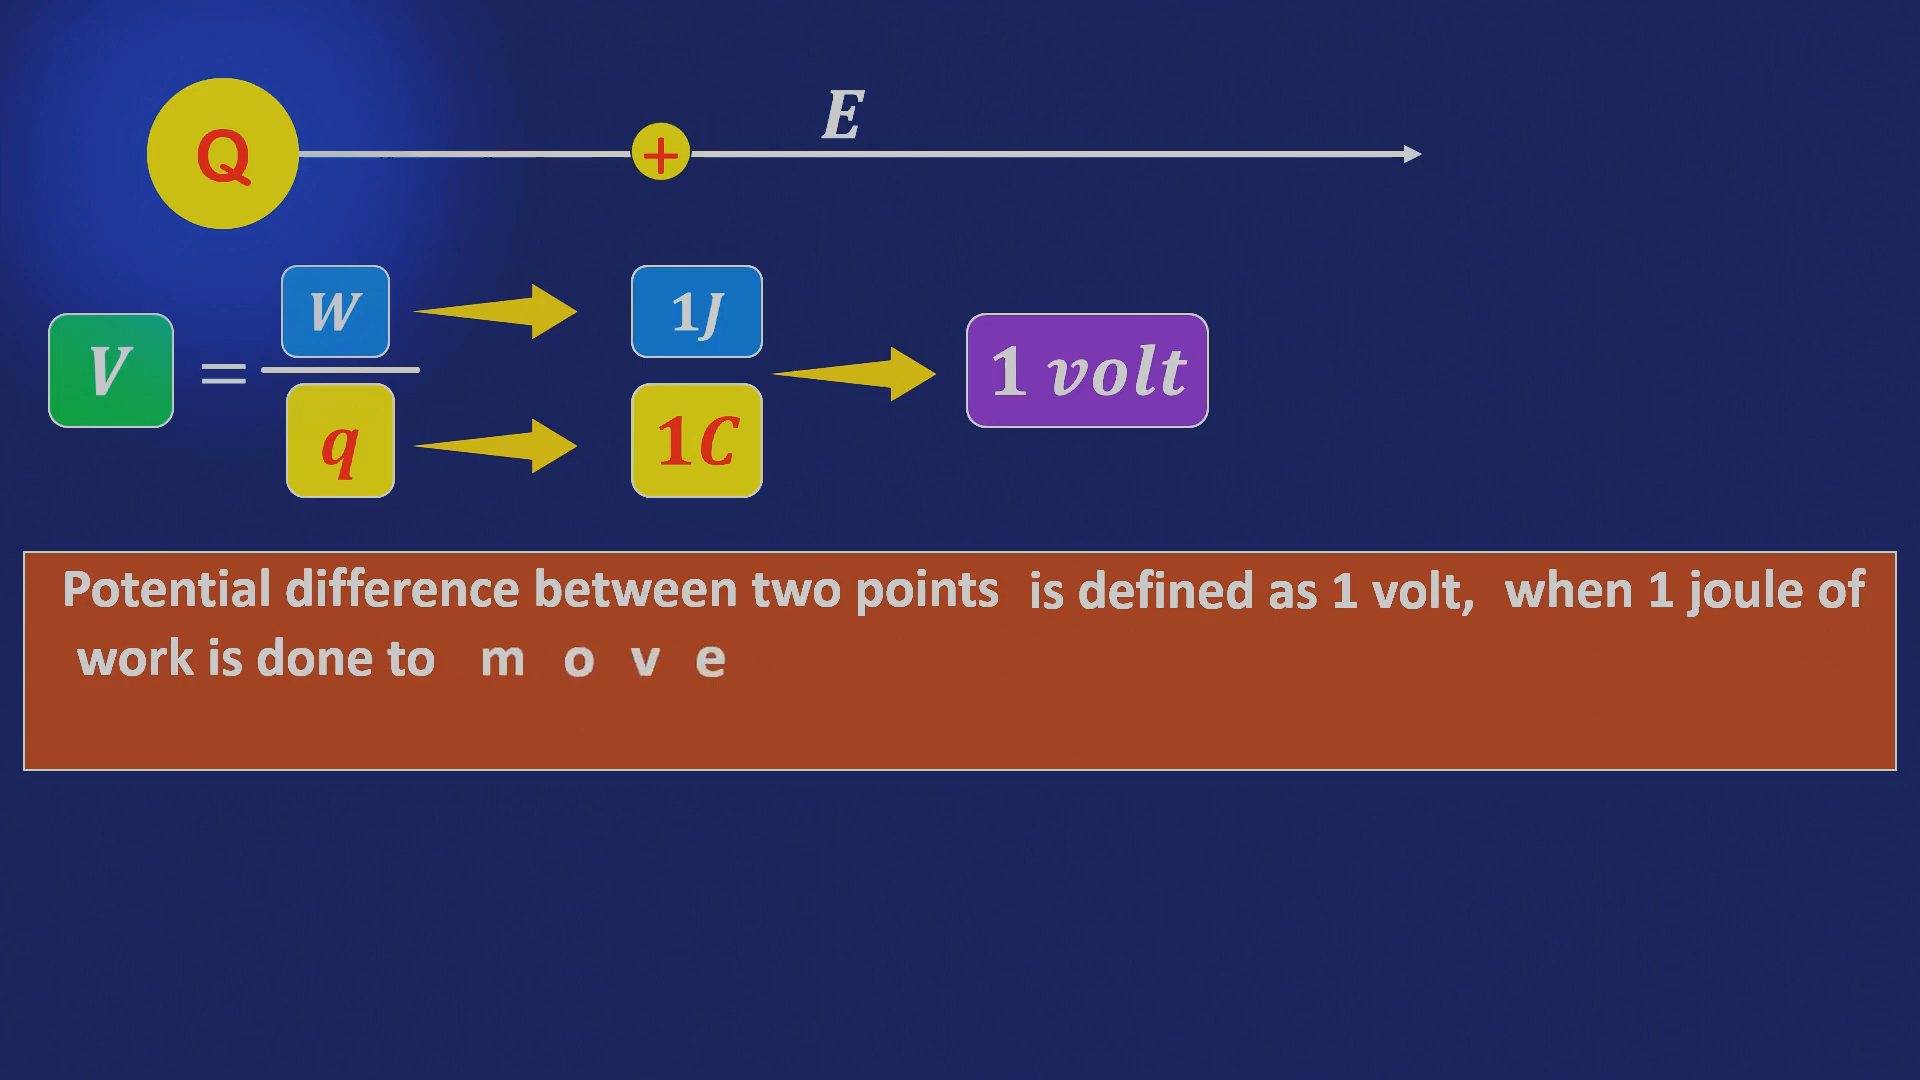 E
Q +
W 1J
V = 1 volt
q 1C
Potential difference between two points is defined as 1 volt, when 1 joule of
work is done to m o v e